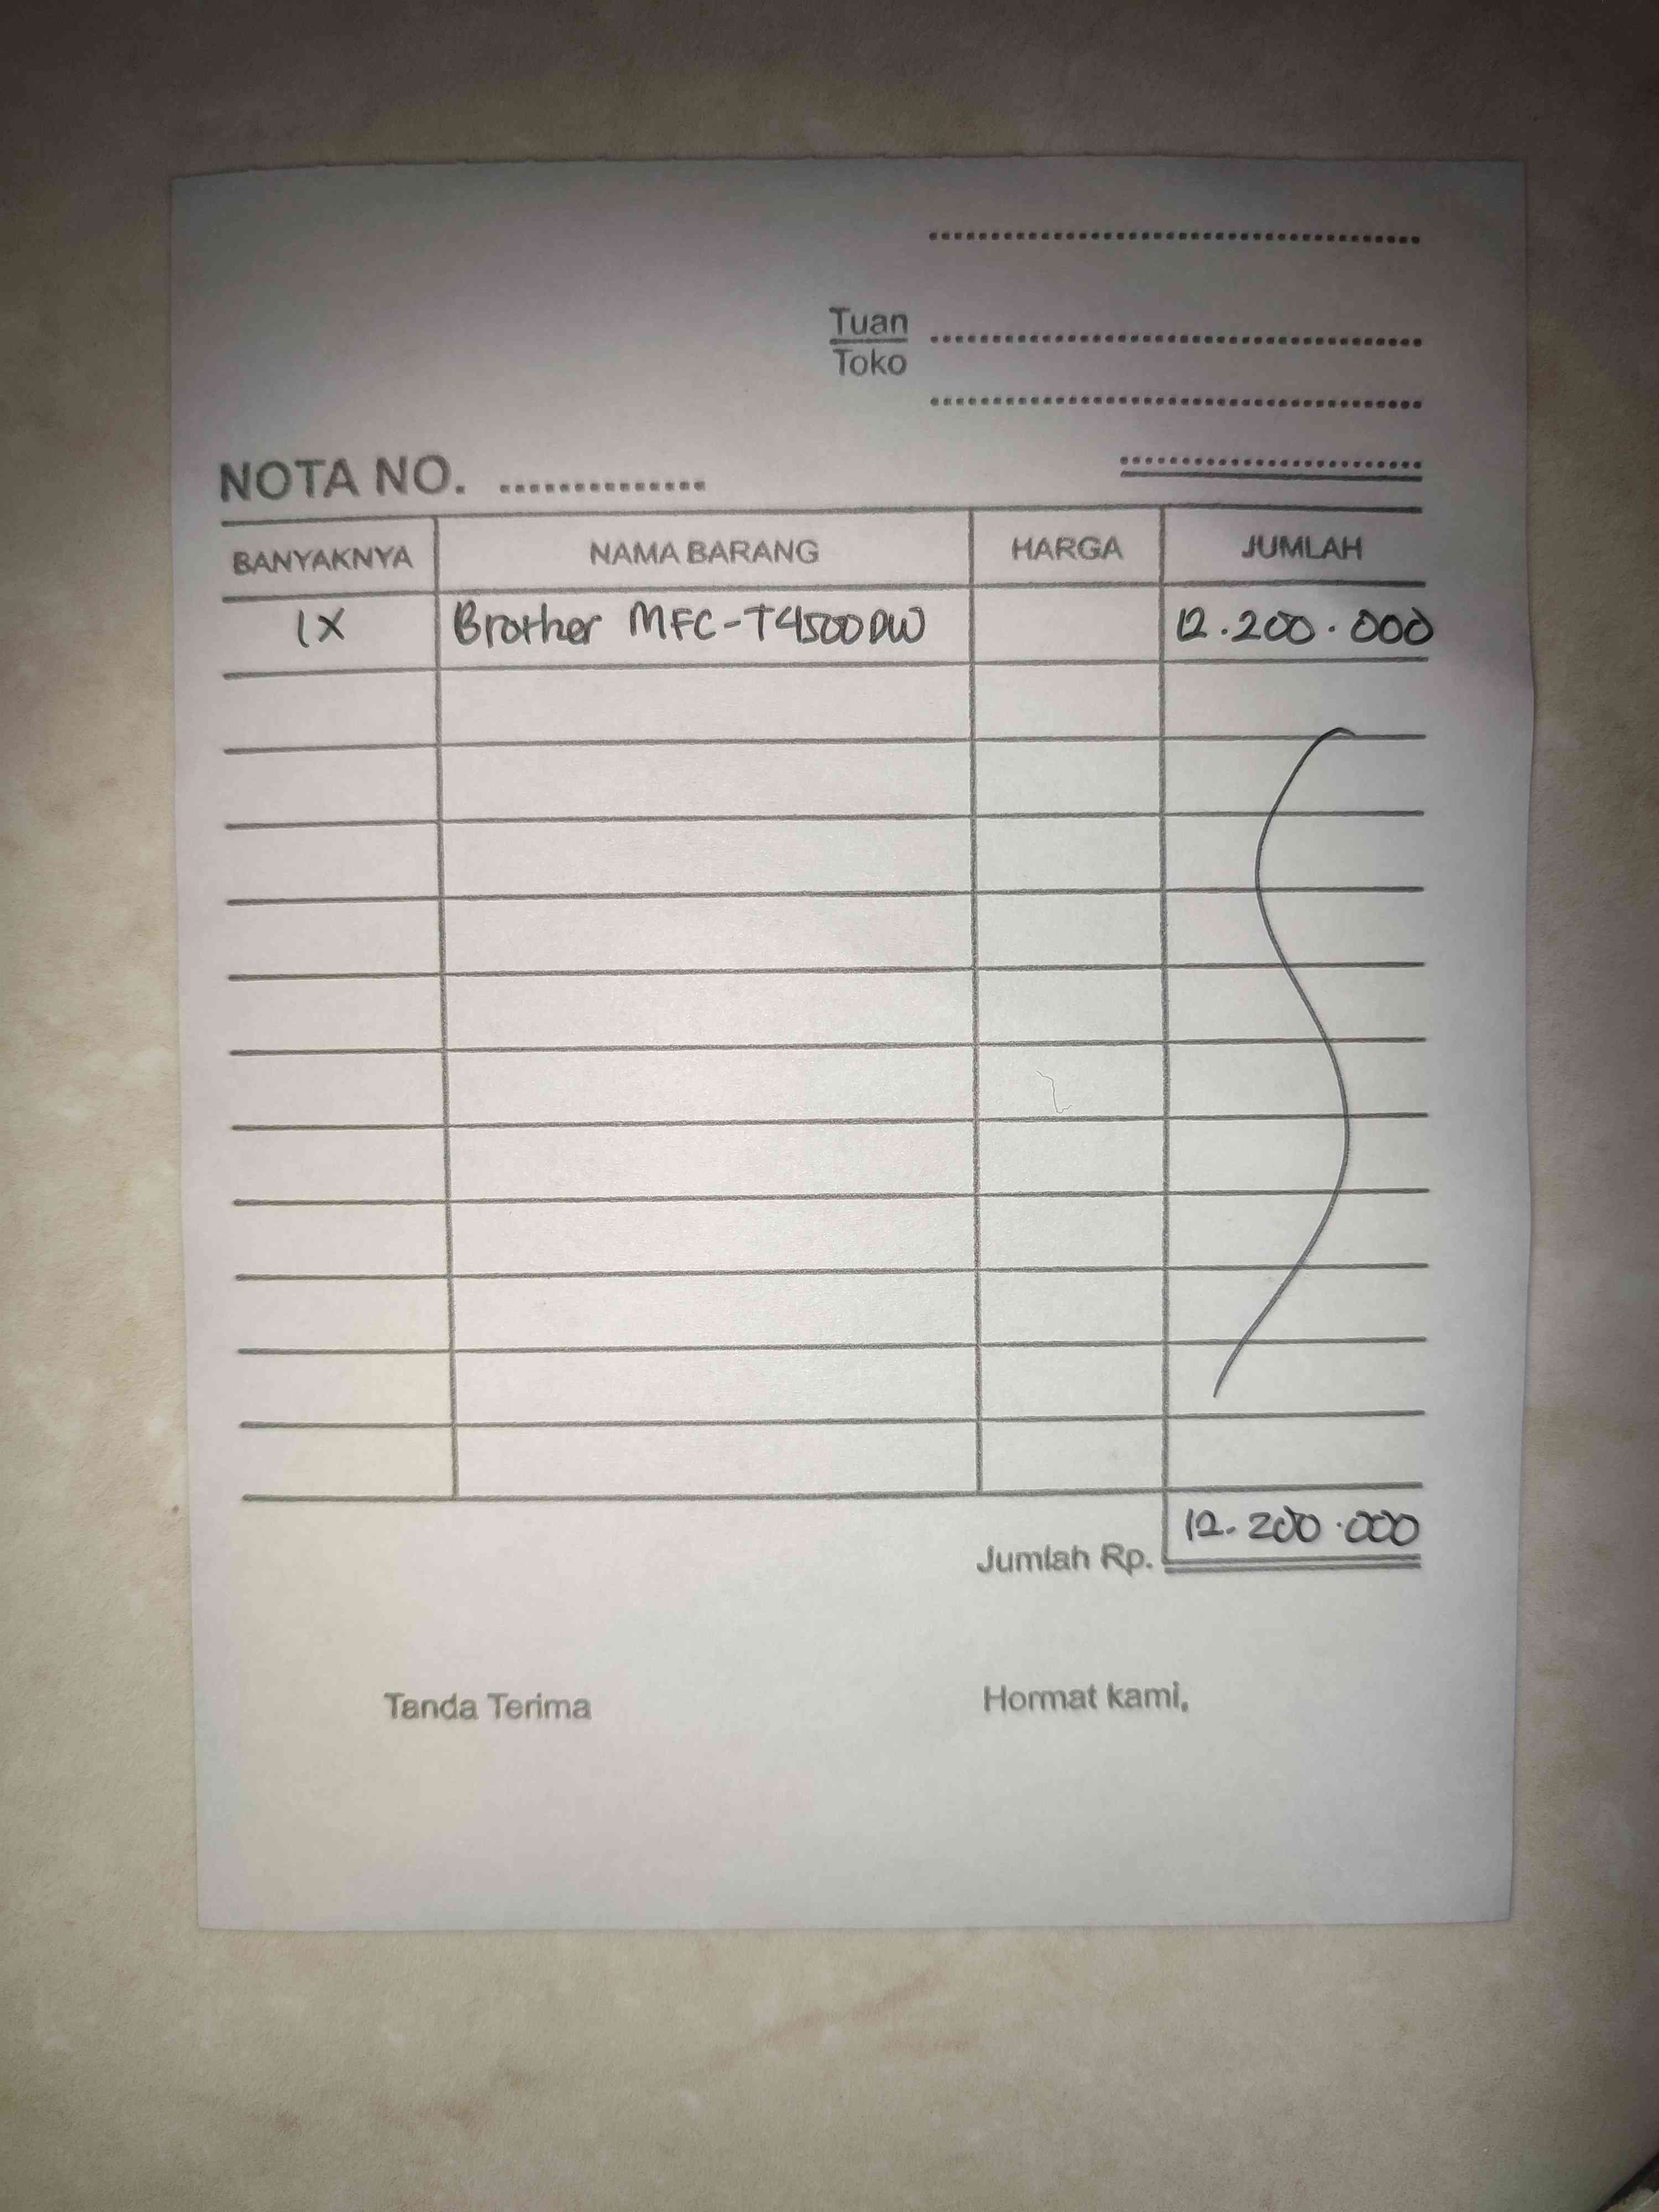 Tuan
Toko
NOTA NO. ..............
BANYAKNYA NAMA BARANG HARGA JUMLAH
1X Brother MFC-T4500DW 12.200.000
Jumlah Rp. 12.200.000
Tanda Terima Hormat kami,